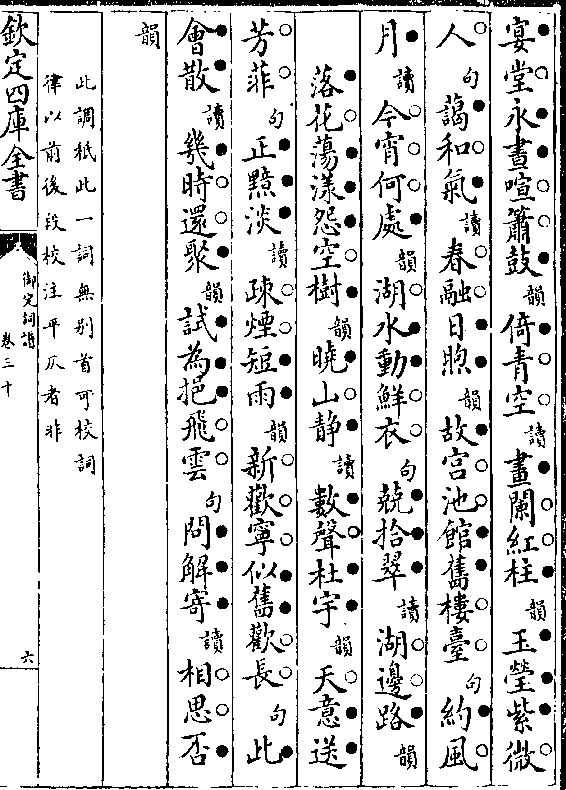 宴堂永晝喧簫鼓韻倚青空讀畫闌紅柱韻玉瑩紫微
人句藹和氣讀春融日煦韻故宮池館舊樓臺句約風
月讀今宵何處韻湖水動鮮衣句競拾翠讀湖邊路韻
落花蕩漾怨空樹韻曉山静讀數聲杜宇韻天意送
芳菲句正黯淡讀疎煙短雨韻新歡寧似舊歡長句此
會散讀幾時還聚韻試為挹飛雲句問解寄讀相思否
韻
此調祇此一詞無别首可校詞
律以前後段校注平仄者非
欽定四庫全書
御定詞譜
卷三十
六